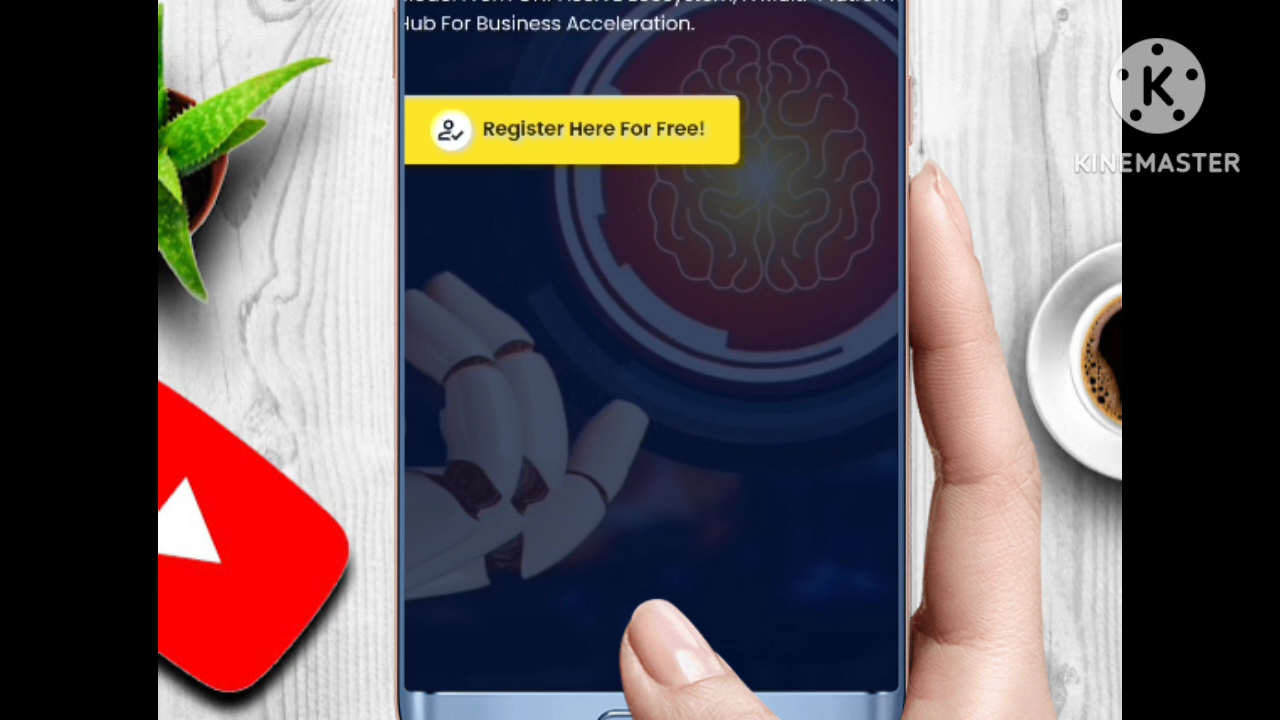 Hub For Business Acceleration.
Register Here For Free!
K
KINEMASTER